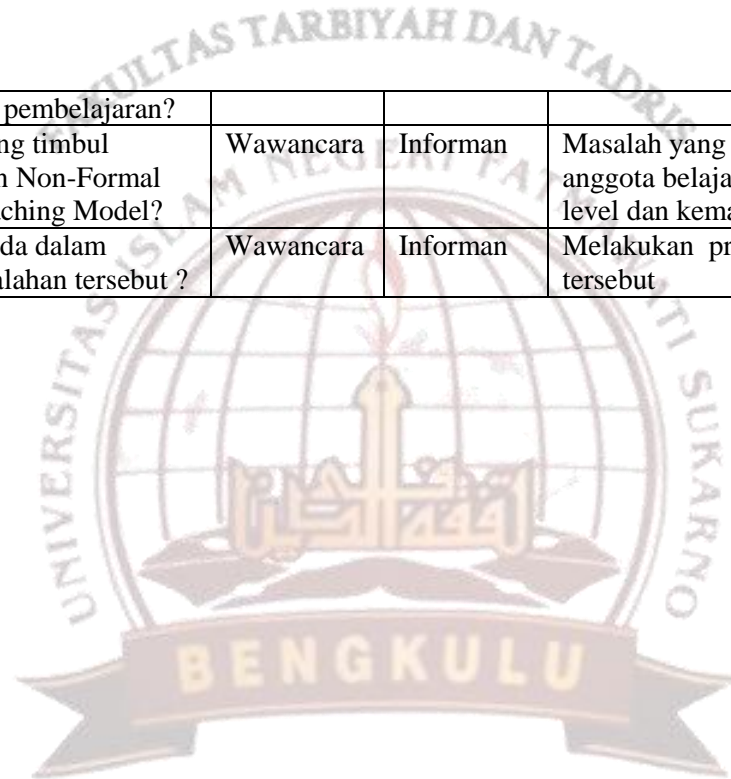 FAKULTAS TARBIYAH DAN TADRIS
UNIVERSITAS ISLAM NEGERI FATMAWATI SUKARNO
pembelajaran?
ng timbul Wawancara Informan Masalah yang
n Non-Formal anggota belaja
ching Model? level dan kema
da dalam Wawancara Informan Melakukan pr
lahan tersebut ? tersebut
BENGKULU